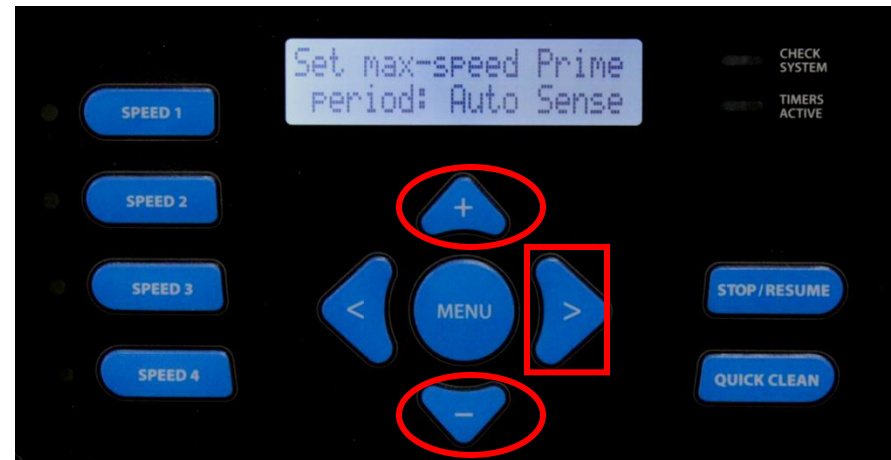 Set max-speed Prime
period: Auto Sense
CHECK
SYSTEM
TIMERS
ACTIVE
SPEED 1
SPEED 2
SPEED 3
SPEED 4
+
<
MENU
>
−
STOP/RESUME
QUICK CLEAN